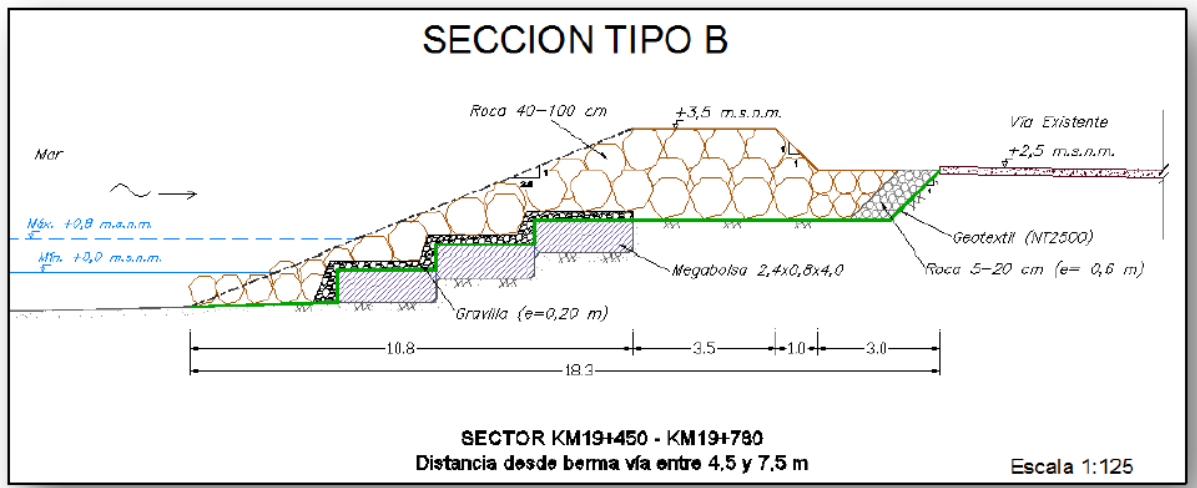 SECCION TIPO B
Roca 40-100 cm
+3,5 m.s.n.m.
Vía Existente
+2,5 m.s.n.m.
Mar
1
1
Máx. +0,8 m.s.n.m.
Mín. +0,0 m.s.n.m.
Geotextil (NT2500)
Megabolsa 2,4x0,8x4,0
Roca 5-20 cm (e= 0,6 m)
Gravilla (e=0,20 m)
10.8
3.5
1.0
3.0
18.3
SECTOR KM19+450 - KM19+780
Distancia desde berma vía entre 4,5 y 7,5 m
Escala 1:125